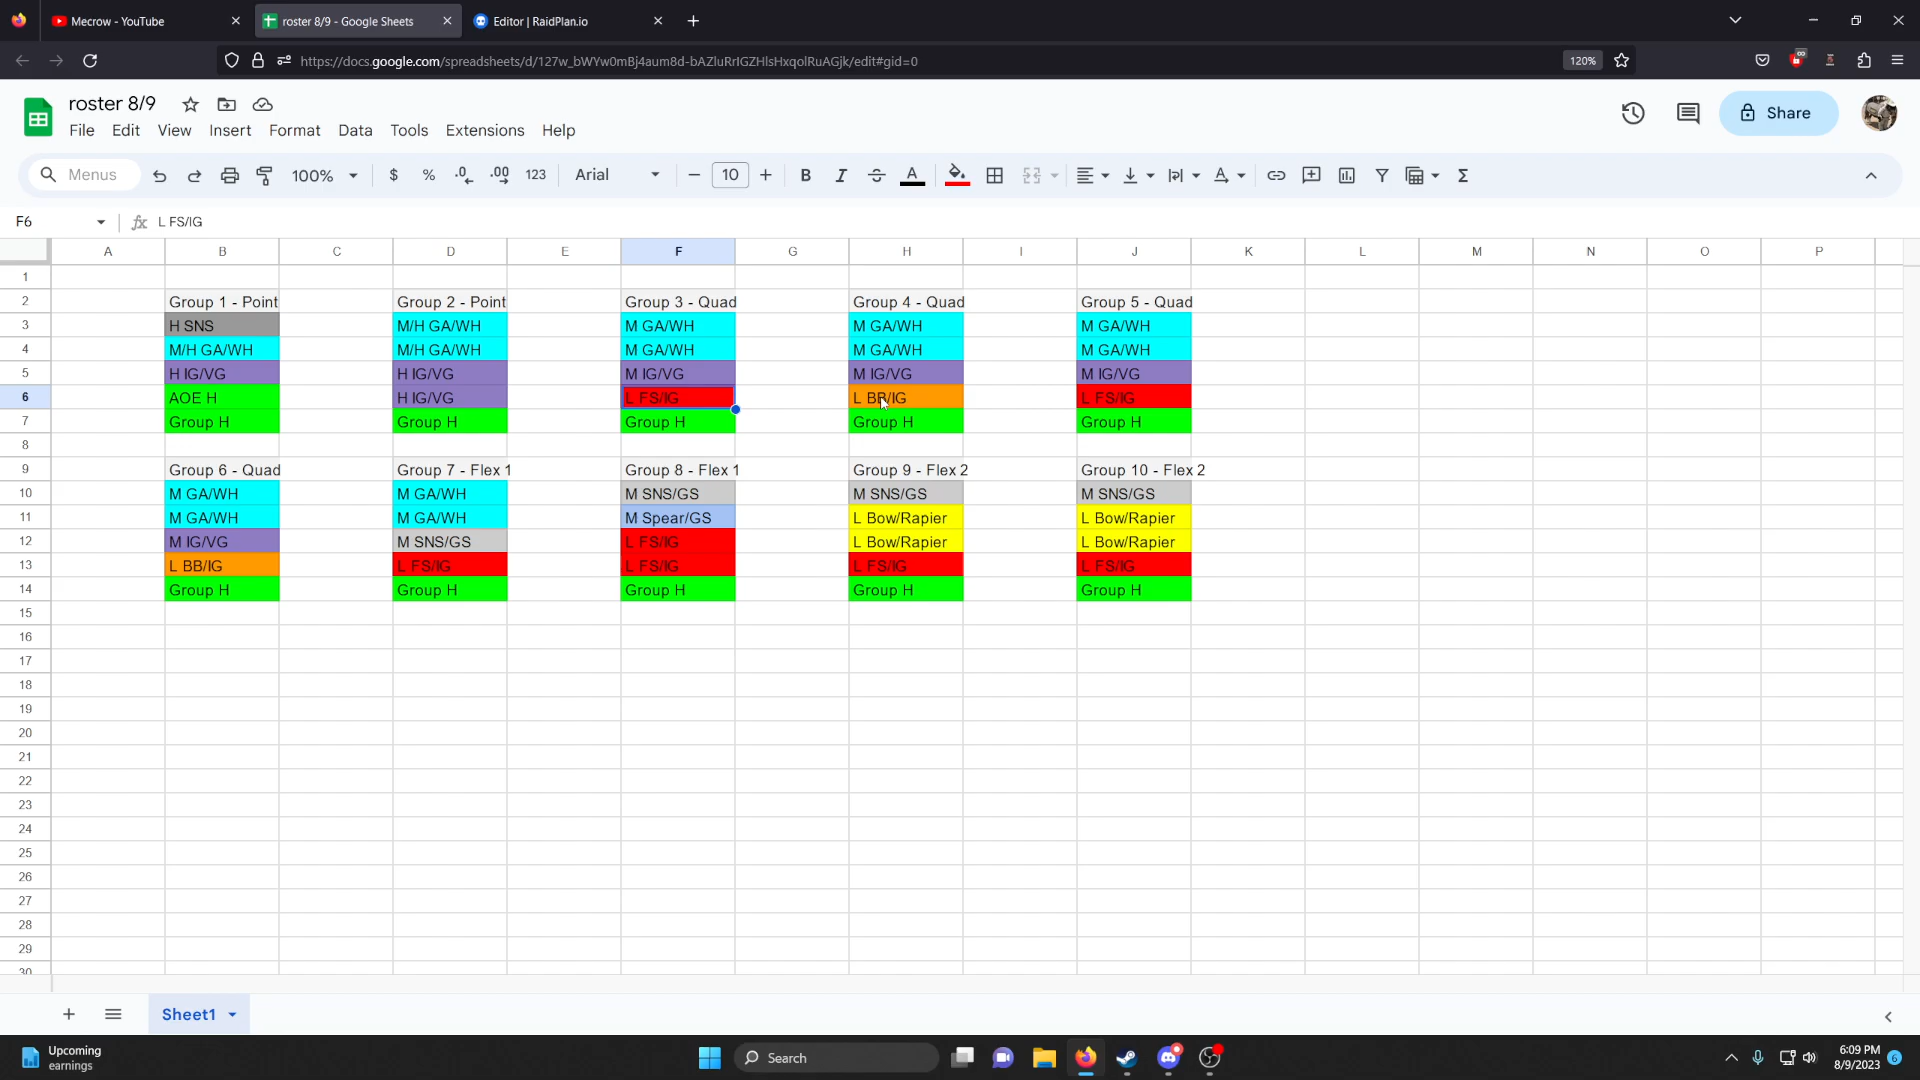 Mecrow - YouTube
roster 8/9 - Google Sheets
Editor | RaidPlan.io
https://docs.google.com/spreadsheets/d/127w_bWYw0mBj4aum8d-bAZluRrIGZHlsHxqolRuAGjk/edit#gid=0
120%
roster 8/9
File Edit View Insert Format Data Tools Extensions Help
Share
Menus 100% $ % .0 .00 123 Arial 10 B I A
F6 L FS/IG
A B C D E F G H I J K L M N O P
1
2 Group 1 - Point Group 2 - Point Group 3 - Quad Group 4 - Quad Group 5 - Quad
3 H SNS M/H GA/WH M GA/WH M GA/WH M GA/WH
4 M/H GA/WH M/H GA/WH M GA/WH M GA/WH M GA/WH
5 H IG/VG H IG/VG M IG/VG M IG/VG M IG/VG
6 AOE H H IG/VG L FS/IG L BB/IG L FS/IG
7 Group H Group H Group H Group H Group H
8
9 Group 6 - Quad Group 7 - Flex 1 Group 8 - Flex 1 Group 9 - Flex 2 Group 10 - Flex 2
10 M GA/WH M GA/WH M SNS/GS M SNS/GS M SNS/GS
11 M GA/WH M GA/WH M Spear/GS L Bow/Rapier L Bow/Rapier
12 M IG/VG M SNS/GS L FS/IG L Bow/Rapier L Bow/Rapier
13 L BB/IG L FS/IG L FS/IG L FS/IG L FS/IG
14 Group H Group H Group H Group H Group H
15
16
17
18
19
20
21
22
23
24
25
26
27
28
29
30
Sheet1
Upcoming
earnings
Search
6:09 PM
8/9/2023
6